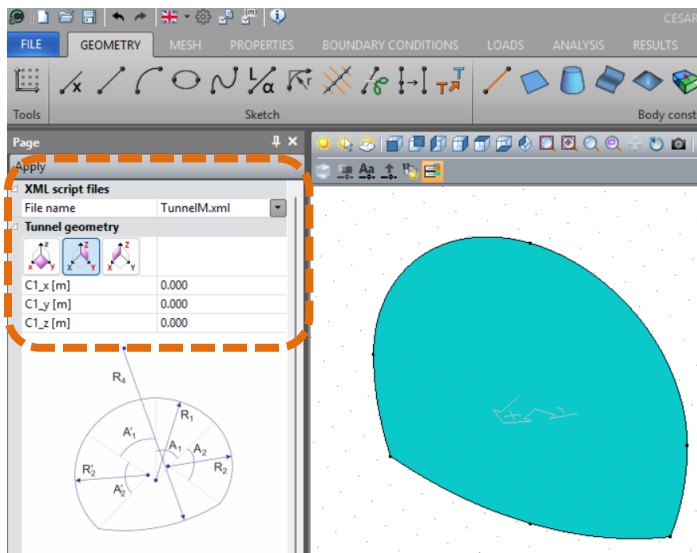 CESAR
FILE GEOMETRY MESH PROPERTIES BOUNDARY CONDITIONS LOADS ANALYSIS RESULTS
Tools Sketch Body const
Page
Apply
XML script files
File name TunnelM.xml
Tunnel geometry
C1_x [m] 0.000
C1_y [m] 0.000
C1_z [m] 0.000
R4
R1
A'1
A1 A2
R'2 R2
A'2